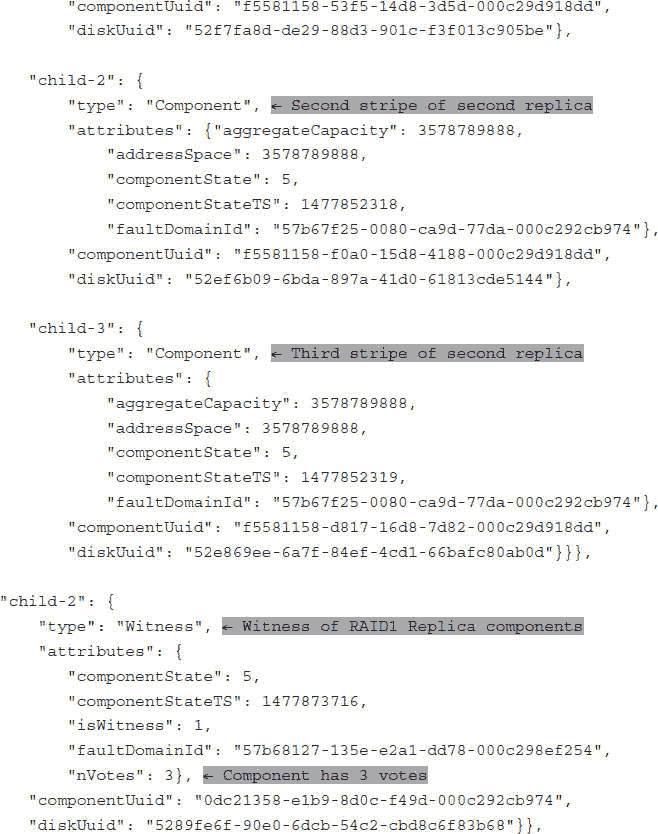 "componentUuid": "f5581158-53f5-14d8-3d5d-000c29d918dd",
"diskUuid": "52f7fa8d-de29-88d3-901c-f3f013c905be"},
"child-2": {
"type": "Component", ← Second stripe of second replica
"attributes": {"aggregateCapacity": 3578789888,
"addressSpace": 3578789888,
"componentState": 5,
"componentStateTS": 1477852318,
"faultDomainId": "57b67f25-0080-ca9d-77da-000c292cb974"},
"componentUuid": "f5581158-f0a0-15d8-4188-000c29d918dd",
"diskUuid": "52ef6b09-6bda-897a-41d0-61813cde5144"},
"child-3": {
"type": "Component", ← Third stripe of second replica
"attributes": {
"aggregateCapacity": 3578789888,
"addressSpace": 3578789888,
"componentState": 5,
"componentStateTS": 1477852319,
"faultDomainId": "57b67f25-0080-ca9d-77da-000c292cb974"},
"componentUuid": "f5581158-d817-16d8-7d82-000c29d918dd",
"diskUuid": "52e869ee-6a7f-84ef-4cd1-66bafc80ab0d"}}},
"child-2": {
"type": "Witness", ← Witness of RAID1 Replica components
"attributes": {
"componentState": 5,
"componentStateTS": 1477873716,
"isWitness": 1,
"faultDomainId": "57b68127-135e-e2a1-dd78-000c298ef254",
"nVotes": 3}, ← Component has 3 votes
"componentUuid": "0dc21358-e1b9-8d0c-f49d-000c292cb974",
"diskUuid": "5289fe6f-90e0-6dcb-54c2-cbd8c6f83b68"}},